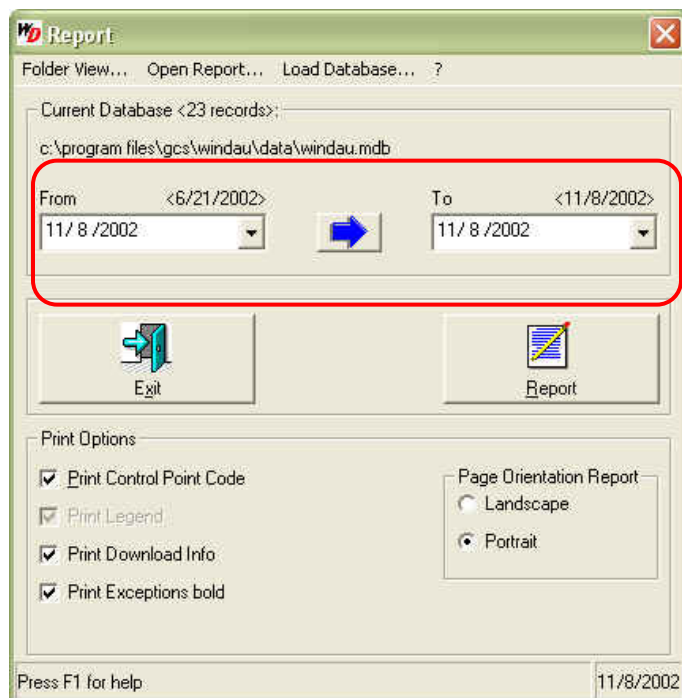 WD Report
Folder View... Open Report... Load Database... ?
Current Database <23 records>:
c:\program files\gcs\windau\data\windau.mdb
From <6/21/2002> To <11/8/2002>
11/ 8 /2002 11/ 8 /2002
Exit Report
Print Options
Print Control Point Code
Print Legend
Print Download Info
Print Exceptions bold
Page Orientation Report
Landscape
Portrait
Press F1 for help 11/8/2002